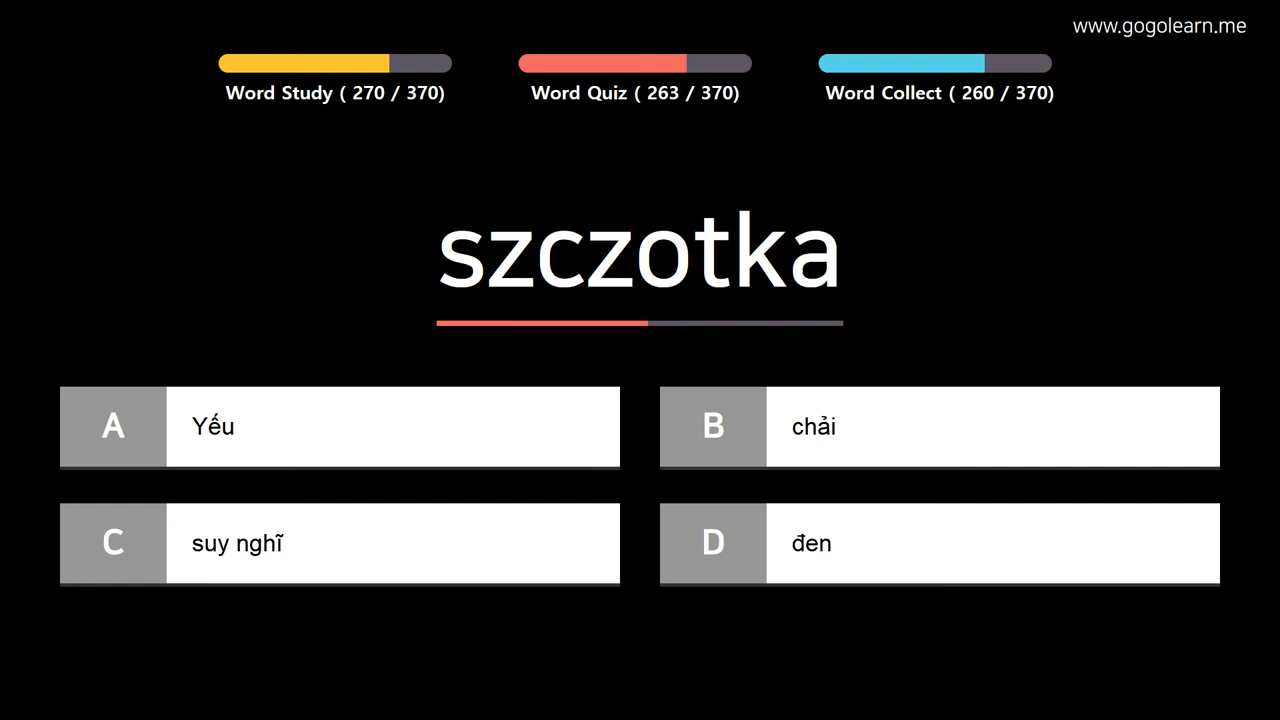 www.gogolearn.me
Word Study ( 270 / 370)
Word Quiz ( 263 / 370)
Word Collect ( 260 / 370)
szczotka
A Yếu
B chải
C suy nghĩ
D đen